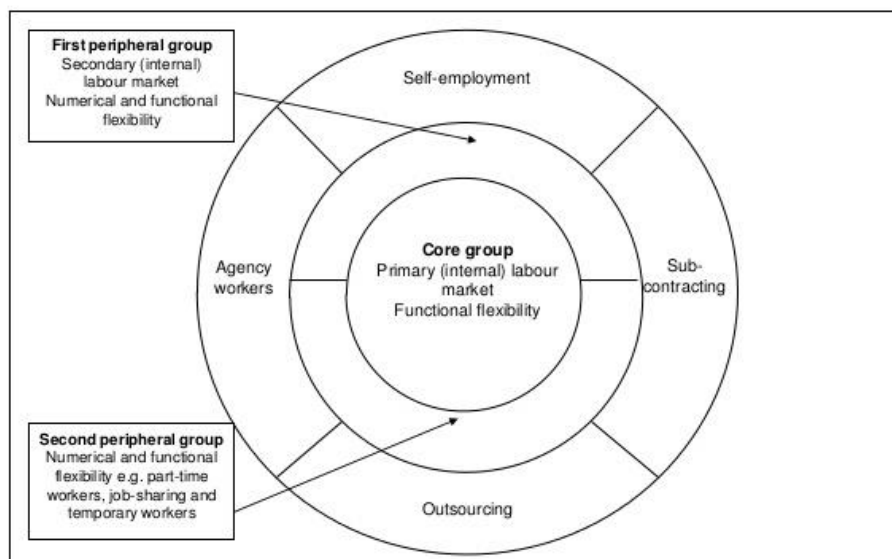 First peripheral group
Secondary (internal)
labour market
Numerical and functional
flexibility
Self-employment
Agency
workers
Core group
Primary (internal) labour
market
Functional flexibility
Sub-
contracting
Second peripheral group
Numerical and functional
flexibility e.g. part-time
workers, job-sharing and
temporary workers
Outsourcing